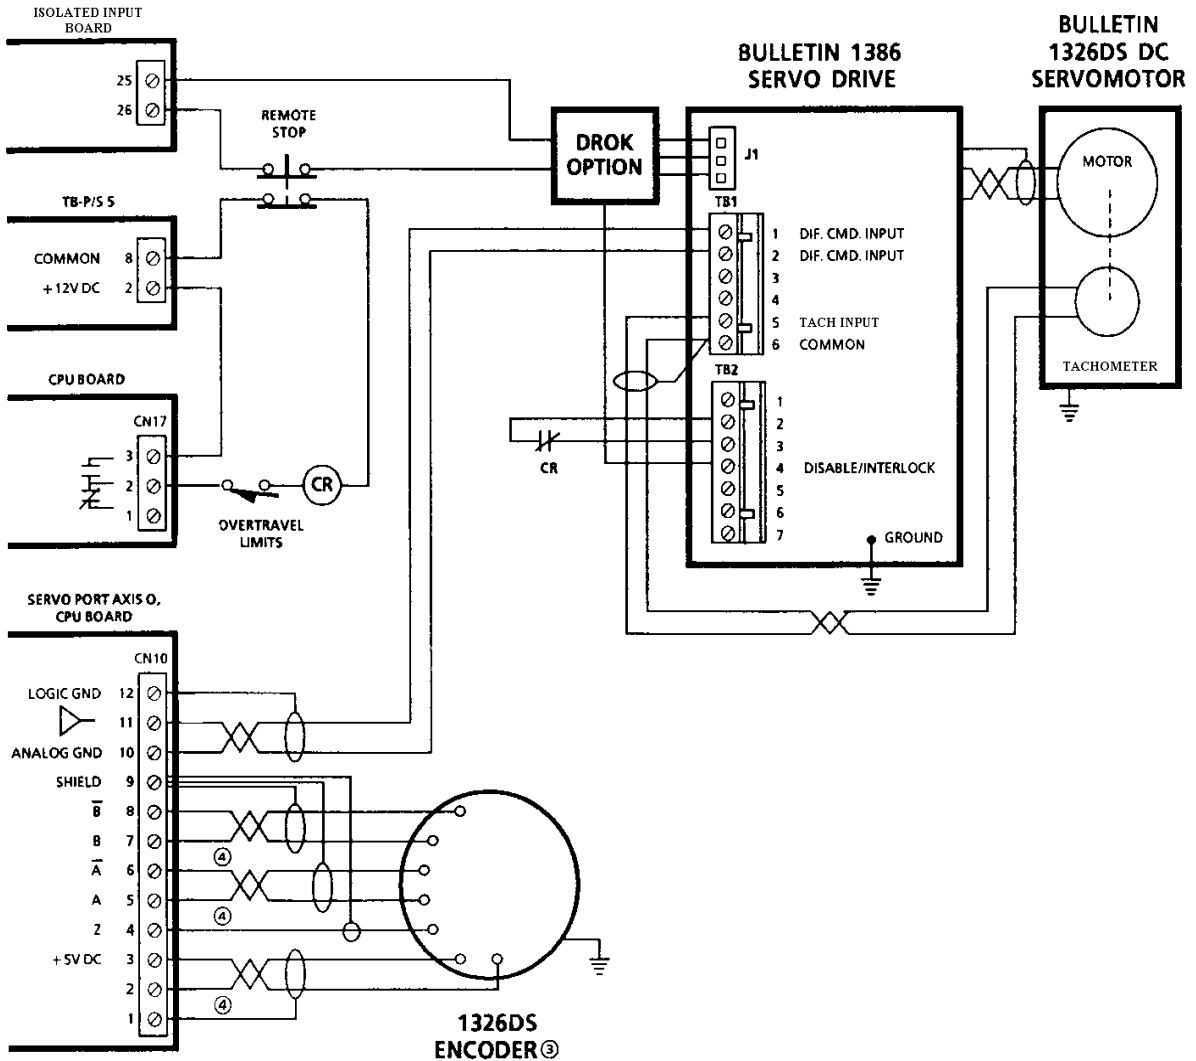 ISOLATED INPUT
BOARD
25
26
REMOTE
STOP
TB-P/S 5
COMMON 8
+ 12V DC 2
CPU BOARD
CN17
3
2
1
CR
OVERTRAVEL
LIMITS
SERVO PORT AXIS O,
CPU BOARD
CN10
LOGIC GND 12
11
ANALOG GND 10
SHIELD 9
B̅ 8
B 7
④
A̅ 6
A 5
④
Z 4
+ 5V DC 3
2
④
1
1326DS
ENCODER ③
DROK
OPTION
BULLETIN 1386
SERVO DRIVE
J1
TB1
1 DIF. CMD. INPUT
2 DIF. CMD. INPUT
3
4
5 TACH INPUT
6 COMMON
TB2
1
2
3
4 DISABLE/INTERLOCK
5
6
7
CR
GROUND
BULLETIN
1326DS DC
SERVOMOTOR
MOTOR
TACHOMETER